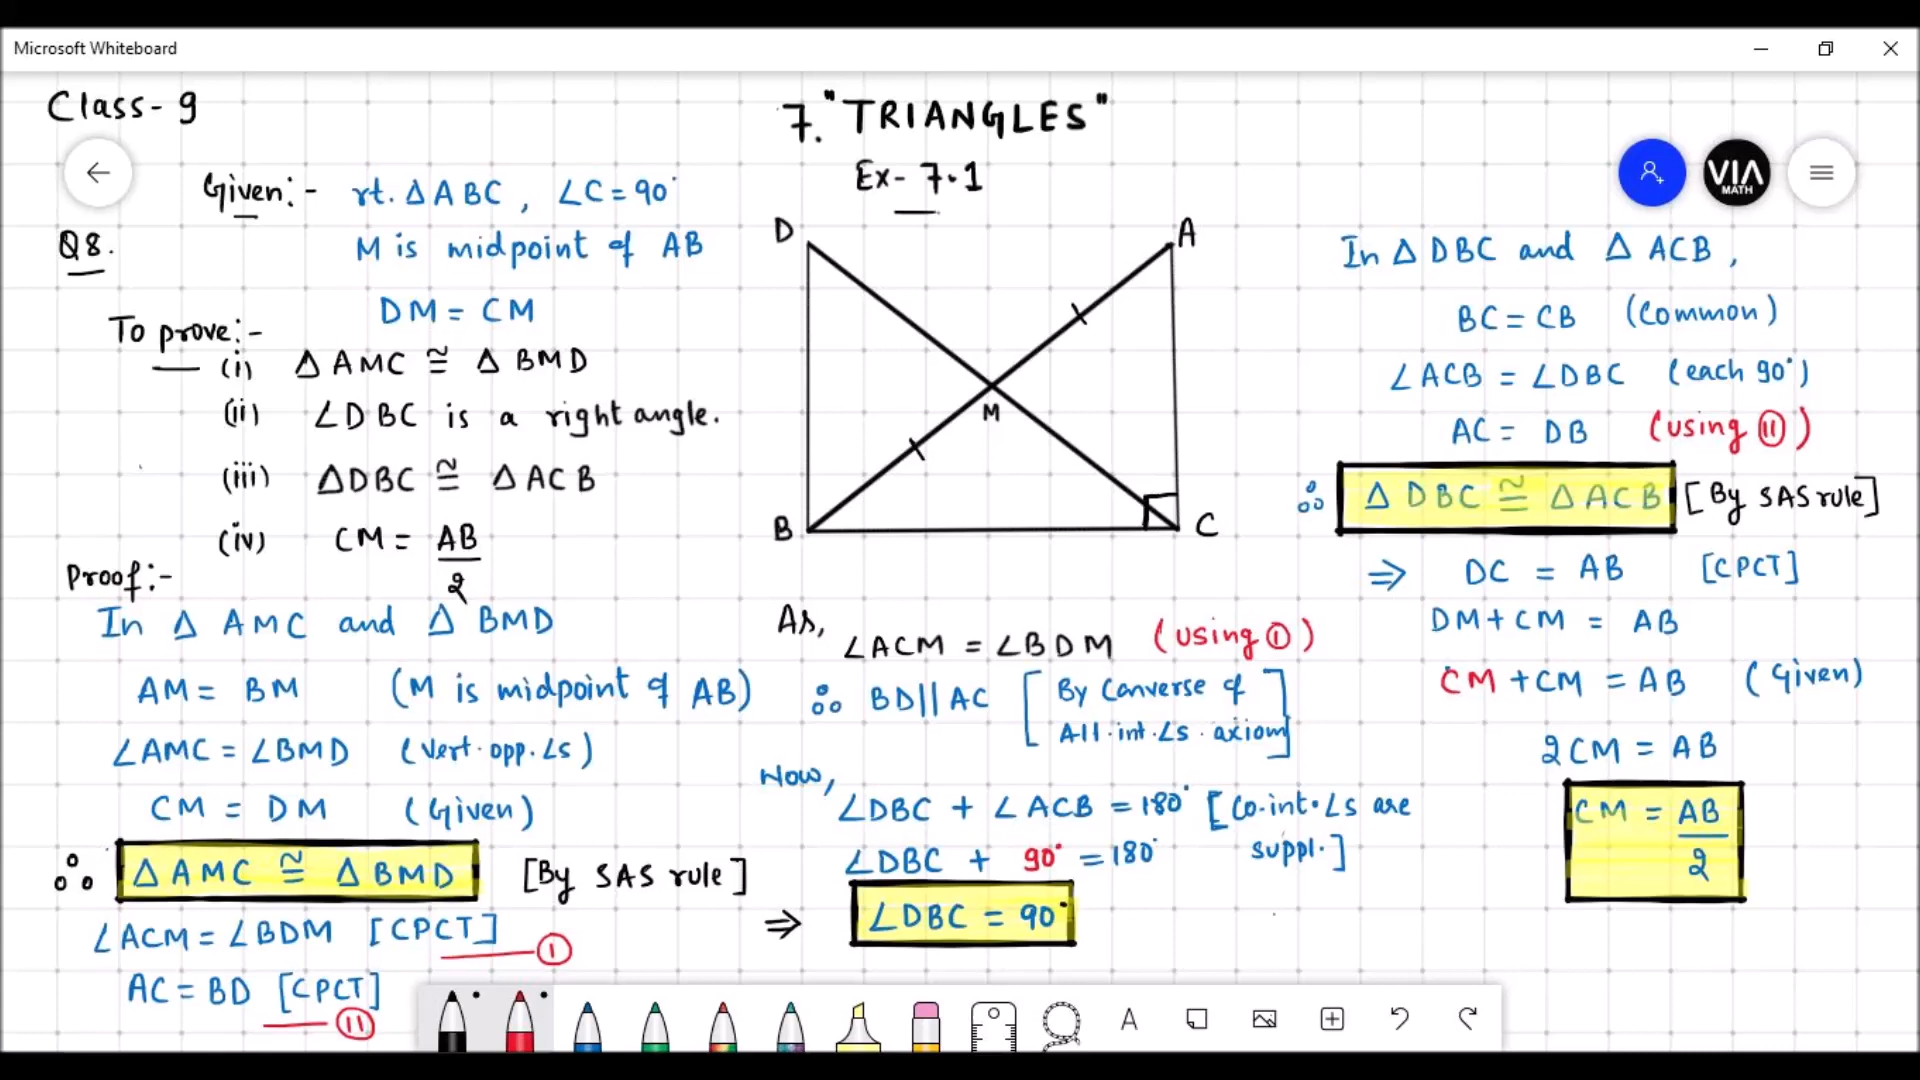 Microsoft Whiteboard
Class-9
7. "TRIANGLES"
Ex- 7.1
VIA
MATH
Q8.
Given:- rt. ΔABC, ∠C=90°
M is midpoint of AB
DM = CM
To prove:-
(i) Δ AMC ≅ Δ BMD
(ii) ∠DBC is a right angle.
(iii) ΔDBC ≅ Δ ACB
(iv) CM = AB/2
Proof:-
In Δ AMC and Δ BMD
AM = BM (M is midpoint of AB)
∠AMC = ∠BMD (Vert. opp. ∠s)
CM = DM (Given)
∴ Δ AMC ≅ Δ BMD [By SAS rule]
∠ACM = ∠BDM [CPCT] — ①
AC = BD [CPCT] — ⑪
D
A
M
B
C
As,
∠ACM = ∠BDM (using ①)
∴ BD||AC [By Converse of
All. int. ∠s. axiom]
Now,
∠DBC + ∠ACB = 180° [Co-int. ∠s are
suppl.]
∠DBC + 90° = 180°
⇒ ∠DBC = 90°
In Δ DBC and Δ ACB,
BC = CB (Common)
∠ACB = ∠DBC (each 90°)
AC = DB (using ⑪)
∴ Δ DBC ≅ Δ ACB [By SAS rule]
⇒ DC = AB [CPCT]
DM + CM = AB
CM + CM = AB (Given)
2CM = AB
CM = AB/2
A